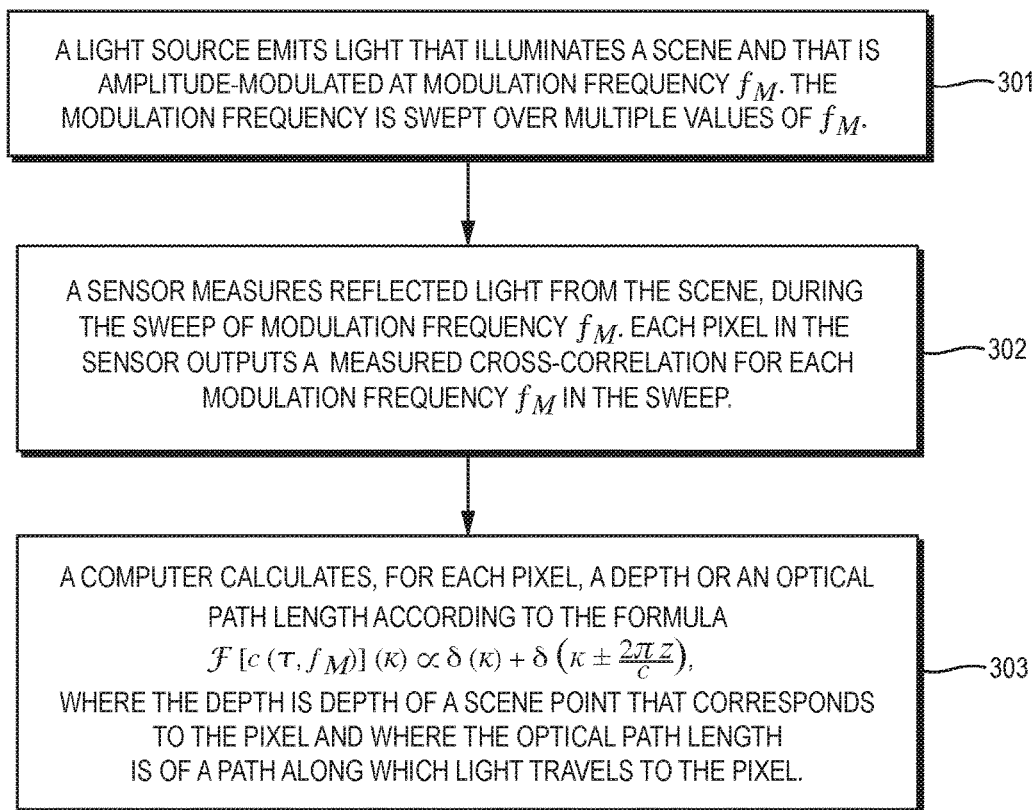 A LIGHT SOURCE EMITS LIGHT THAT ILLUMINATES A SCENE AND THAT IS
AMPLITUDE-MODULATED AT MODULATION FREQUENCY f_M. THE
MODULATION FREQUENCY IS SWEPT OVER MULTIPLE VALUES OF f_M.
301
A SENSOR MEASURES REFLECTED LIGHT FROM THE SCENE, DURING
THE SWEEP OF MODULATION FREQUENCY f_M. EACH PIXEL IN THE
SENSOR OUTPUTS A MEASURED CROSS-CORRELATION FOR EACH
MODULATION FREQUENCY f_M IN THE SWEEP.
302
A COMPUTER CALCULATES, FOR EACH PIXEL, A DEPTH OR AN OPTICAL
PATH LENGTH ACCORDING TO THE FORMULA
ℱ [c (τ, f_M)] (κ) ∝ δ (κ) + δ (κ ± 2πz/c),
WHERE THE DEPTH IS DEPTH OF A SCENE POINT THAT CORRESPONDS
TO THE PIXEL AND WHERE THE OPTICAL PATH LENGTH
IS OF A PATH ALONG WHICH LIGHT TRAVELS TO THE PIXEL.
303